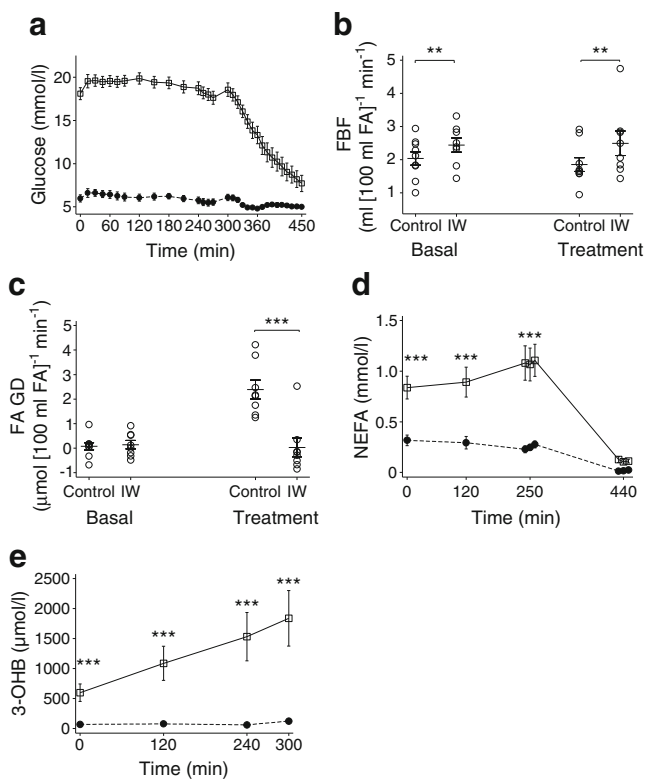 a
Glucose (mmol/l)
20
15
10
5
0 60 120 180 240 300 360 450
Time (min)
b
FBF
(ml [100 ml FA]⁻¹ min⁻¹)
5
4
3
2
1
** **
Control IW Control IW
Basal Treatment
c
FA GD
(µmol [100 ml FA]⁻¹ min⁻¹)
5
4
3
2
1
0
-1
***
Control IW Control IW
Basal Treatment
d
NEFA (mmol/l)
1.5
1.0
0.5
0
*** *** ***
0 120 250 440
Time (min)
e
3-OHB (µmol/l)
2500
2000
1500
1000
500
0
*** *** *** ***
0 120 240 300
Time (min)